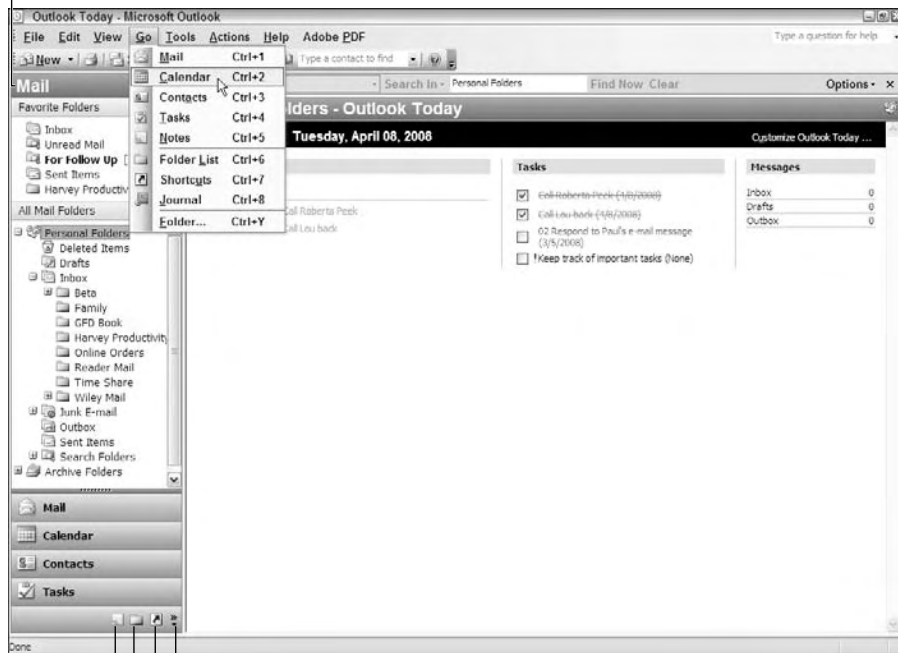 Outlook Today - Microsoft Outlook
File Edit View Go Tools Actions Help Adobe PDF Type a question for help
New Type a contact to find
Mail Ctrl+1
Calendar Ctrl+2
Contacts Ctrl+3
Tasks Ctrl+4
Notes Ctrl+5
Folder List Ctrl+6
Shortcuts Ctrl+7
Journal Ctrl+8
Folder... Ctrl+Y
Mail
Search In - Personal Folders Find Now Clear Options
Favorite Folders
Inbox
Unread Mail
For Follow Up
Sent Items
Harvey Productiv
All Mail Folders
Personal Folders
Deleted Items
Drafts
Inbox
Beta
Family
GFD Book
Harvey Productivity
Online Orders
Reader Mail
Time Share
Wiley Mail
Junk E-mail
Outbox
Sent Items
Search Folders
Archive Folders
Mail
Calendar
Contacts
Tasks
lders - Outlook Today
Tuesday, April 08, 2008 Customize Outlook Today ...
Call Roberta Peek
Call Lou back
Tasks
Call Roberta Peek (4/8/2008)
Call Lou back (4/8/2008)
02 Respond to Paul's e-mail message
(3/5/2008)
!Keep track of important tasks (None)
Messages
Inbox 0
Drafts 0
Outbox 0
Done